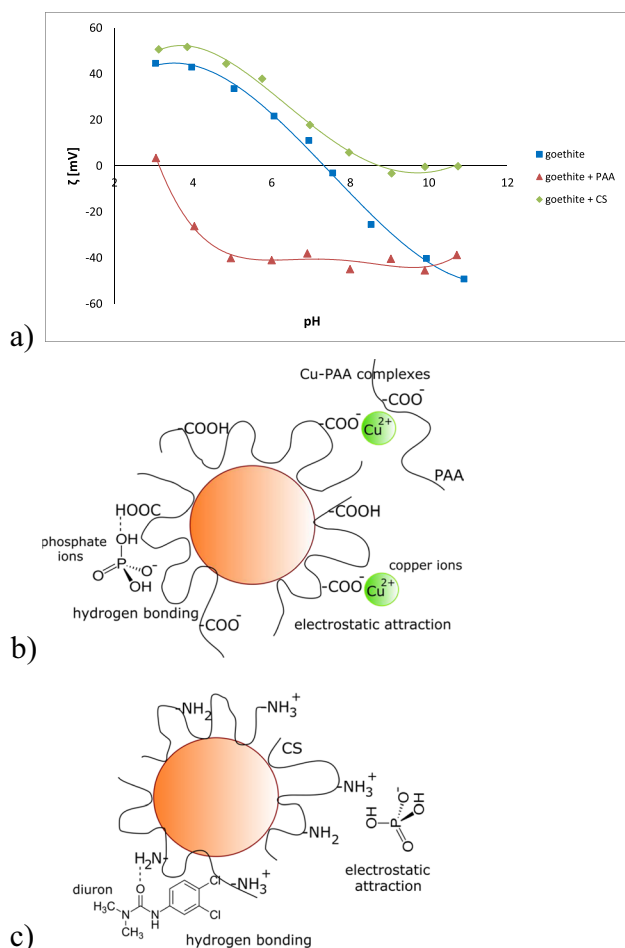 60
40
20
0
-20
-40
-60
ζ [mV]
2
4
6
8
10
12
pH
goethite
goethite + PAA
goethite + CS
a)
Cu-PAA complexes
-COO⁻
-COOH
-COO⁻
Cu²⁺
PAA
HOOC
-COOH
phosphate
ions
OH
P
O
O⁻
OH
copper ions
-COO⁻
Cu²⁺
hydrogen bonding
-COO⁻
electrostatic attraction
b)
-NH₂
-NH₃⁺
CS
-NH₃⁺
O⁻
OH
OH
P
O
-NH₂
H₂N-
electrostatic
attraction
diuron
O
Cl
-NH₃⁺
H₃C
N
NH
Cl
CH₃
hydrogen bonding
c)